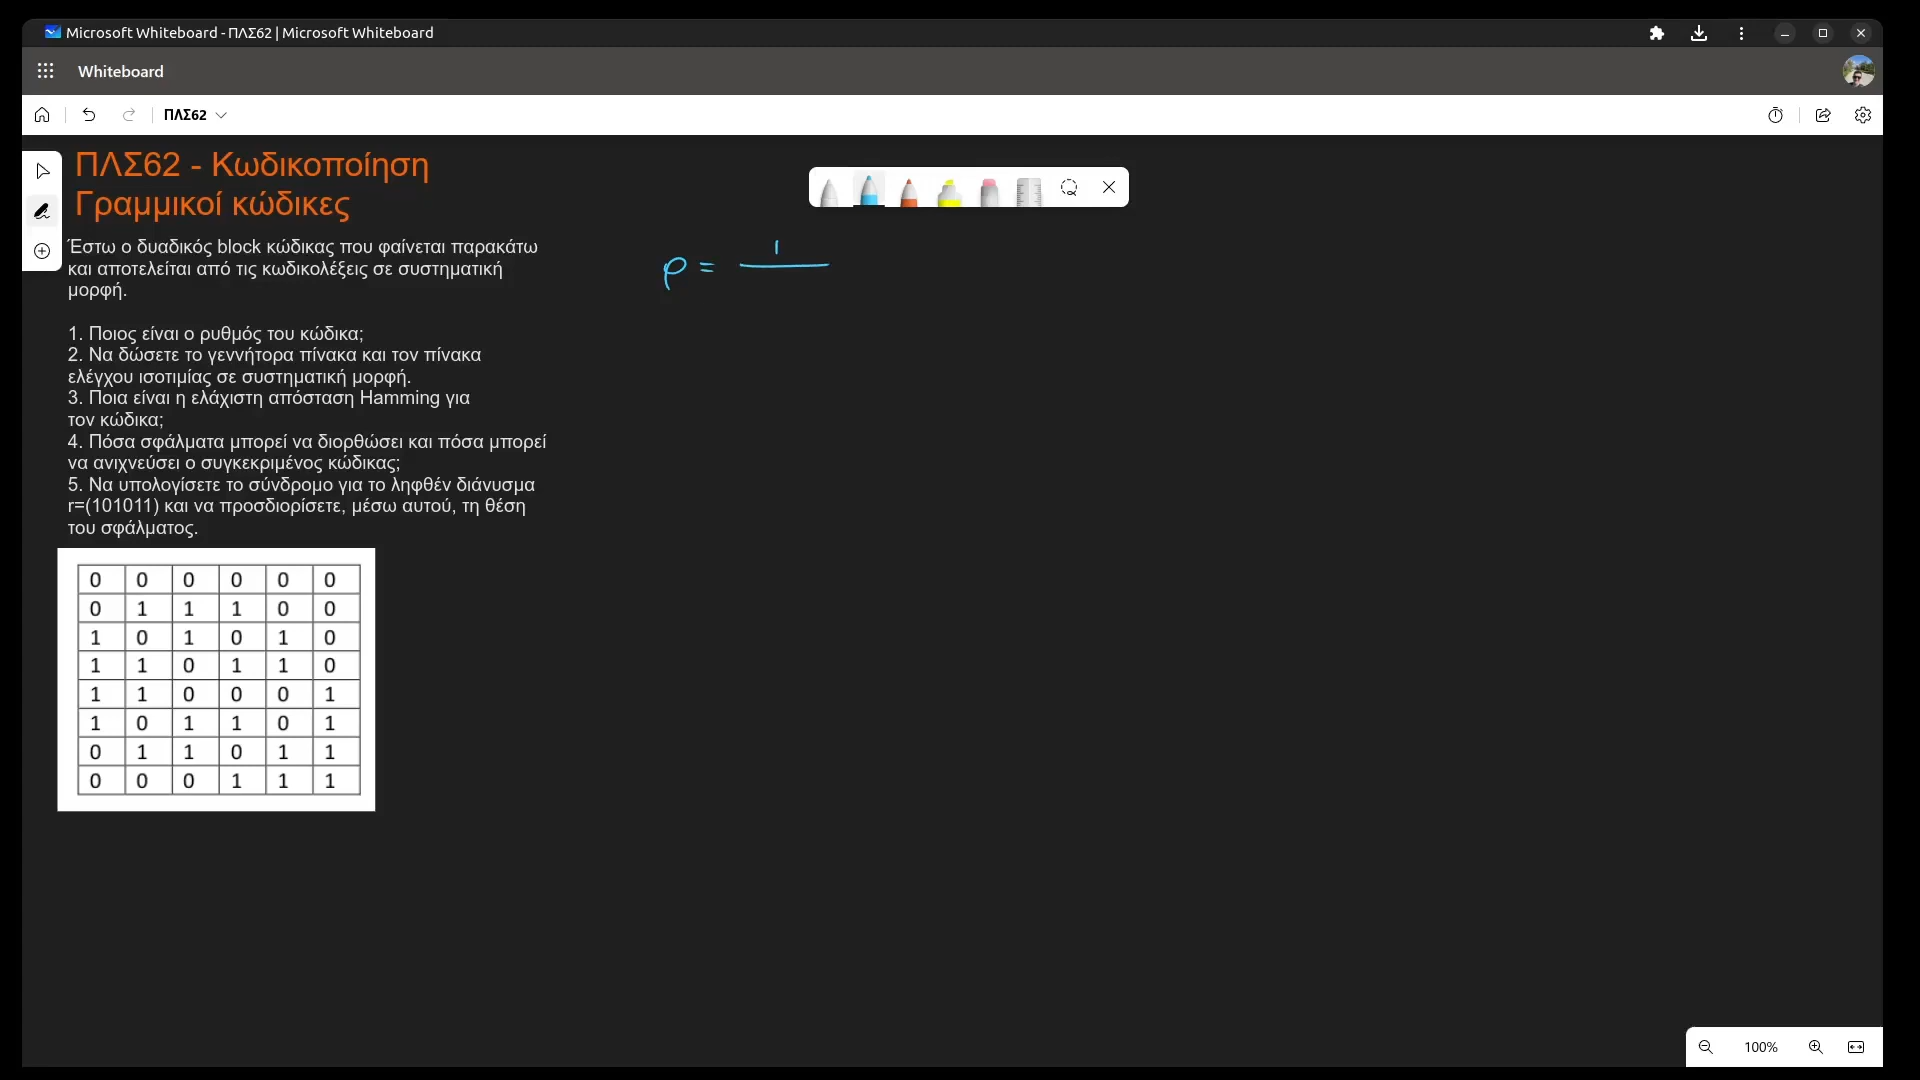 Microsoft Whiteboard - ΠΛΣ62 | Microsoft Whiteboard
Whiteboard
ΠΛΣ62
ΠΛΣ62 - Κωδικοποίηση
Γραμμικοί κώδικες
Έστω ο δυαδικός block κώδικας που φαίνεται παρακάτω
και αποτελείται από τις κωδικολέξεις σε συστηματική
μορφή.
1. Ποιος είναι ο ρυθμός του κώδικα;
2. Να δώσετε το γεννήτορα πίνακα και τον πίνακα
ελέγχου ισοτιμίας σε συστηματική μορφή.
3. Ποια είναι η ελάχιστη απόσταση Hamming για
τον κώδικα;
4. Πόσα σφάλματα μπορεί να διορθώσει και πόσα μπορεί
να ανιχνεύσει ο συγκεκριμένος κώδικας;
5. Να υπολογίσετε το σύνδρομο για το ληφθέν διάνυσμα
r=(101011) και να προσδιορίσετε, μέσω αυτού, τη θέση
του σφάλματος.
0 0 0 0 0 0
0 1 1 1 0 0
1 0 1 0 1 0
1 1 0 1 1 0
1 1 0 0 0 1
1 0 1 1 0 1
0 1 1 0 1 1
0 0 0 1 1 1
ρ =
100%